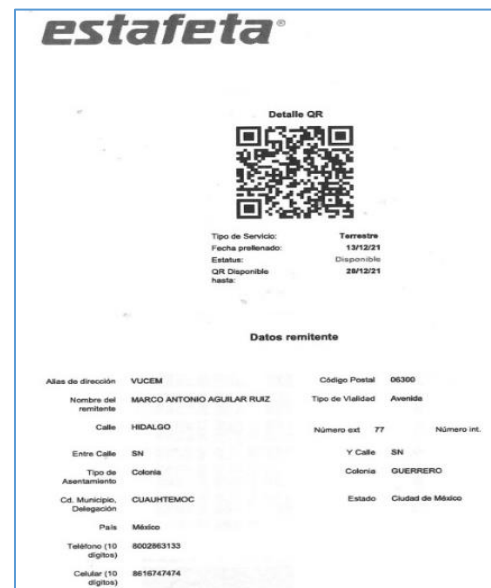 estafeta®
Detalle QR
Tipo de Servicio: Terrestre
Fecha prellenado: 13/12/21
Estatus: Disponible
QR Disponible hasta: 28/12/21
Datos remitente
Alias de dirección VUCEM Código Postal 06300
Nombre del remitente MARCO ANTONIO AGUILAR RUIZ Tipo de Vialidad Avenida
Calle HIDALGO Número ext 77 Número int.
Entre Calle SN Y Calle SN
Tipo de Asentamiento Colonia Colonia GUERRERO
Cd. Municipio, Delegación CUAUHTEMOC Estado Ciudad de México
País México
Teléfono (10 dígitos) 8002863133
Celular (10 dígitos) 8616747474